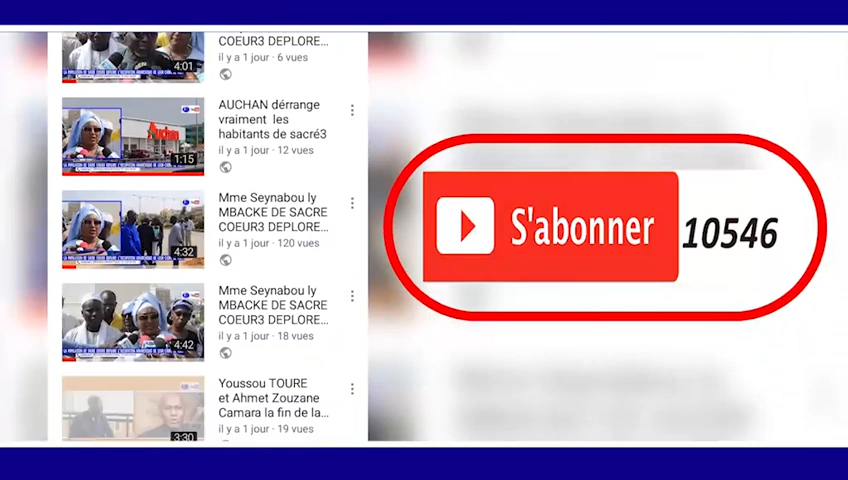 COEUR3 DEPLORE...
il y a 1 jour · 6 vues
4:01
AUCHAN dérrange
vraiment les
habitants de sacré3
il y a 1 jour · 12 vues
Auchan
1:15
Mme Seynabou ly
MBACKE DE SACRE
COEUR3 DEPLORE...
il y a 1 jour · 120 vues
4:32
Mme Seynabou ly
MBACKE DE SACRE
COEUR3 DEPLORE...
il y a 1 jour · 18 vues
4:42
Youssou TOURE
et Ahmet Zouzane
Camara la fin de la...
il y a 1 jour · 19 vues
3:30
S'abonner
10546